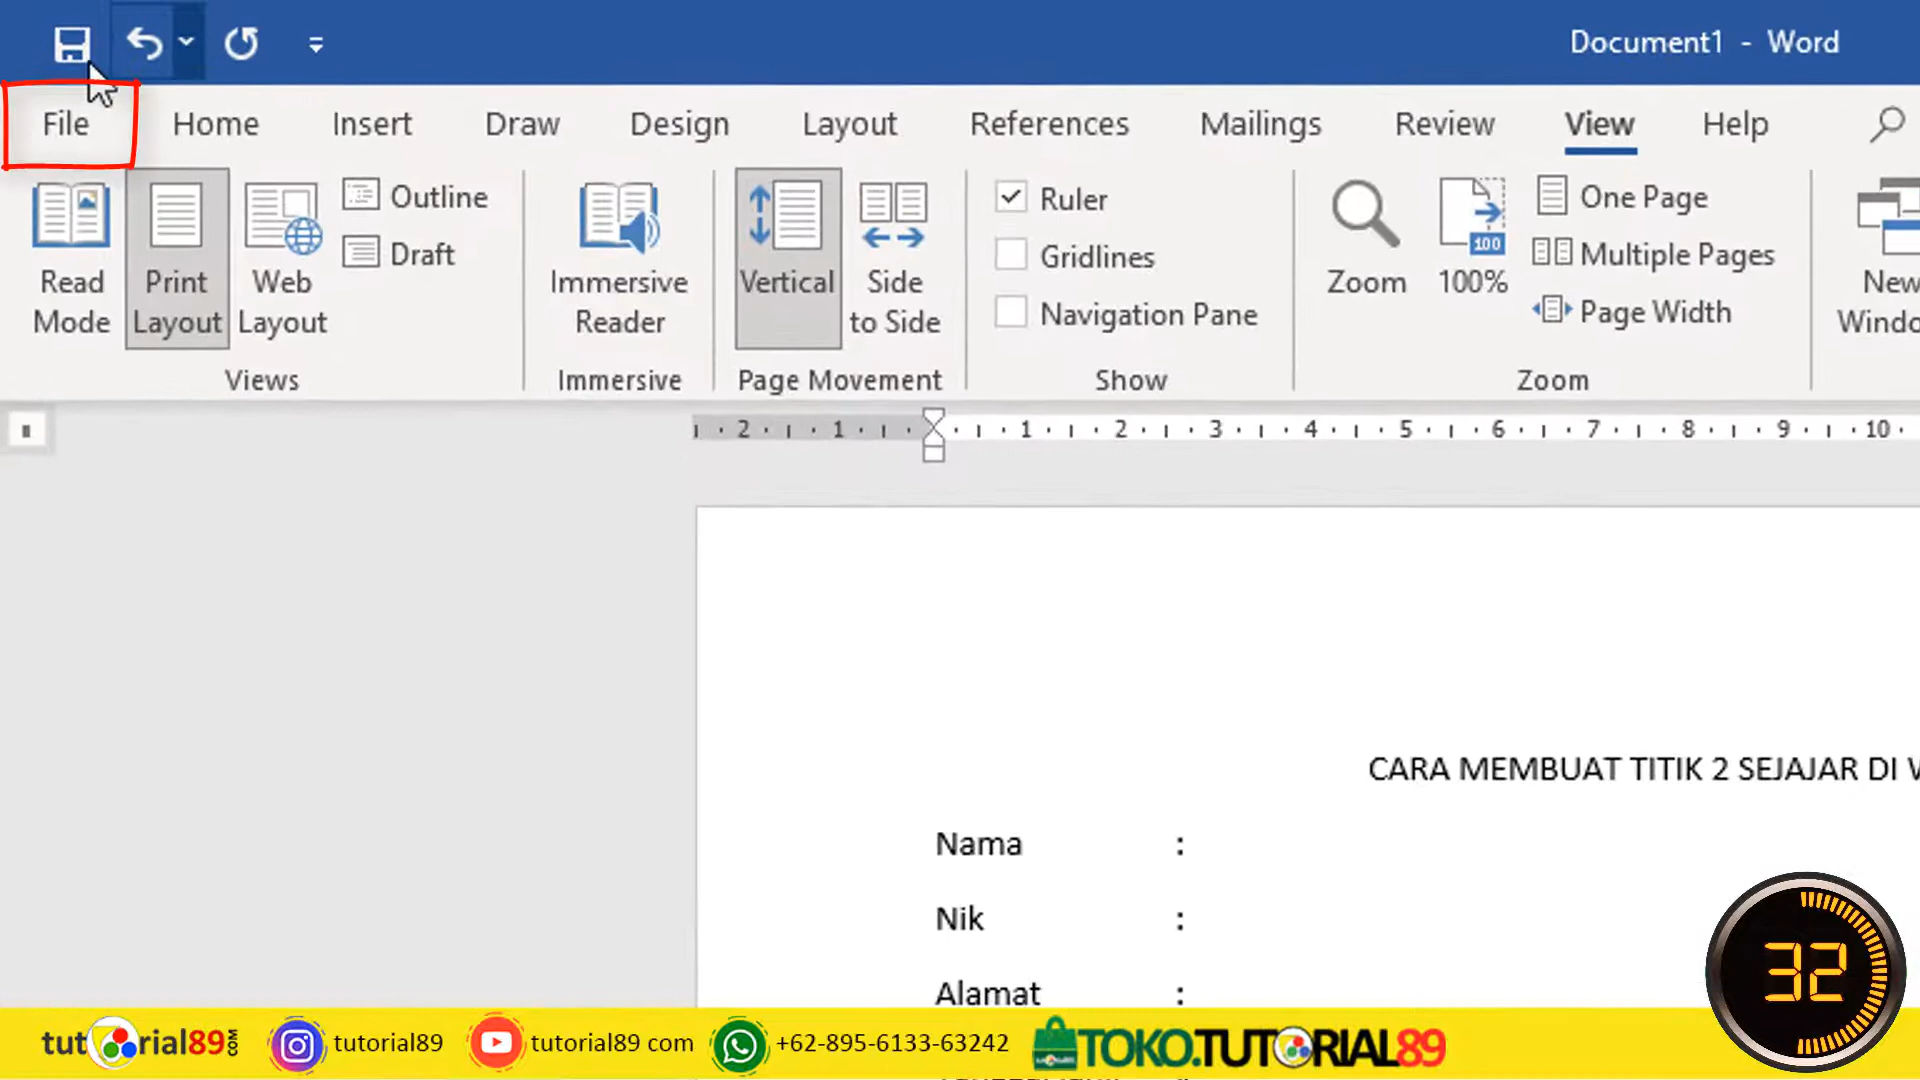 Document1 - Word
File Home Insert Draw Design Layout References Mailings Review View Help
Read Mode
Print Layout
Web Layout
Outline
Draft
Views
Immersive Reader
Immersive
Vertical
Side to Side
Page Movement
Ruler
Gridlines
Navigation Pane
Show
Zoom
100
100%
One Page
Multiple Pages
Page Width
Zoom
New
2 1 1 2 3 4 5 6 7 8 9 10
CARA MEMBUAT TITIK 2 SEJAJAR DI
Nama :
Nik :
Alamat :
32
tutorial89.com tutorial89 tutorial89 com +62-895-6133-63242 TOKO.TUTORIAL89